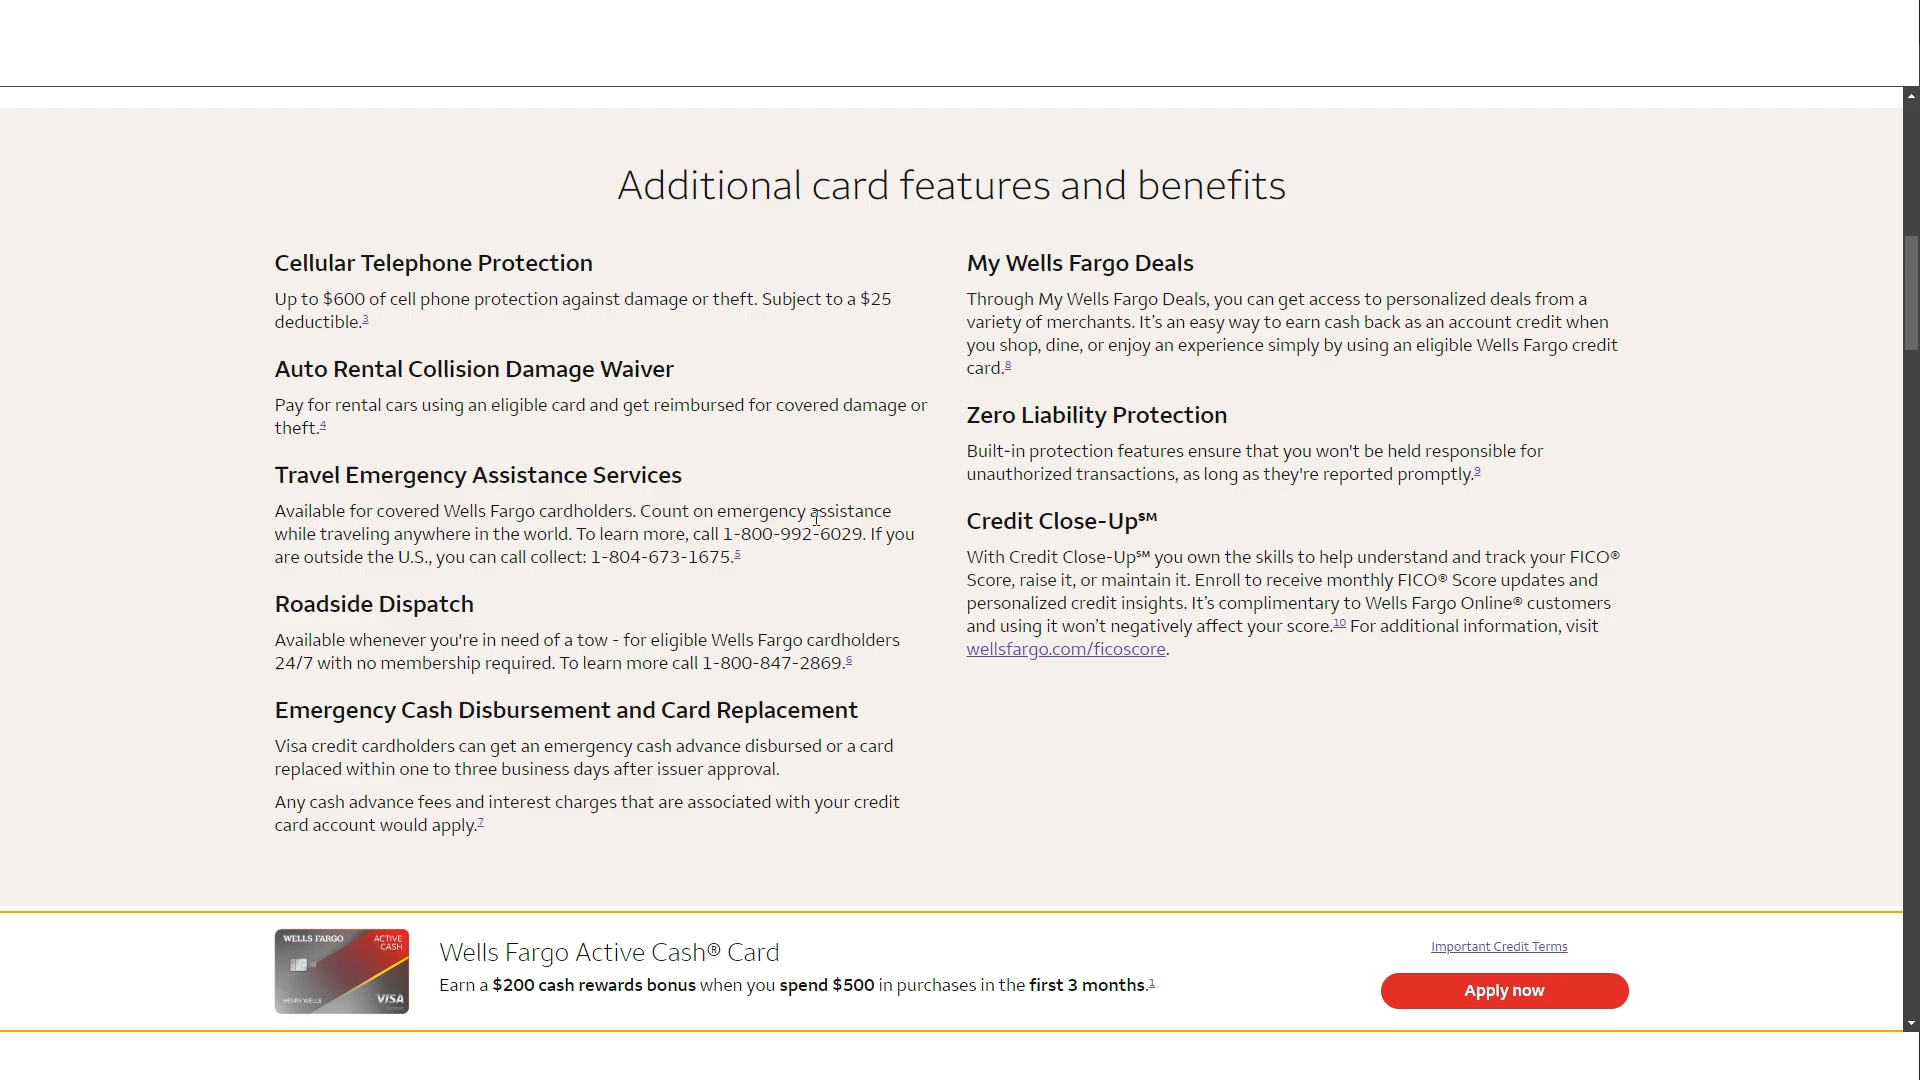 Additional card features and benefits
Cellular Telephone Protection
Up to $600 of cell phone protection against damage or theft. Subject to a $25
deductible.3
Auto Rental Collision Damage Waiver
Pay for rental cars using an eligible card and get reimbursed for covered damage or
theft.4
Travel Emergency Assistance Services
Available for covered Wells Fargo cardholders. Count on emergency assistance
while traveling anywhere in the world. To learn more, call 1-800-992-6029. If you
are outside the U.S., you can call collect: 1-804-673-1675.5
Roadside Dispatch
Available whenever you're in need of a tow - for eligible Wells Fargo cardholders
24/7 with no membership required. To learn more call 1-800-847-2869.6
Emergency Cash Disbursement and Card Replacement
Visa credit cardholders can get an emergency cash advance disbursed or a card
replaced within one to three business days after issuer approval.
Any cash advance fees and interest charges that are associated with your credit
card account would apply.7
My Wells Fargo Deals
Through My Wells Fargo Deals, you can get access to personalized deals from a
variety of merchants. It’s an easy way to earn cash back as an account credit when
you shop, dine, or enjoy an experience simply by using an eligible Wells Fargo credit
card.8
Zero Liability Protection
Built-in protection features ensure that you won't be held responsible for
unauthorized transactions, as long as they're reported promptly.9
Credit Close-Up℠
With Credit Close-Up℠ you own the skills to help understand and track your FICO®
Score, raise it, or maintain it. Enroll to receive monthly FICO® Score updates and
personalized credit insights. It’s complimentary to Wells Fargo Online® customers
and using it won’t negatively affect your score.10 For additional information, visit
wellsfargo.com/ficoscore.
WELLS FARGO
ACTIVE
CASH
HENRY WELLS
VISA
Wells Fargo Active Cash® Card
Earn a $200 cash rewards bonus when you spend $500 in purchases in the first 3 months.1
Important Credit Terms
Apply now